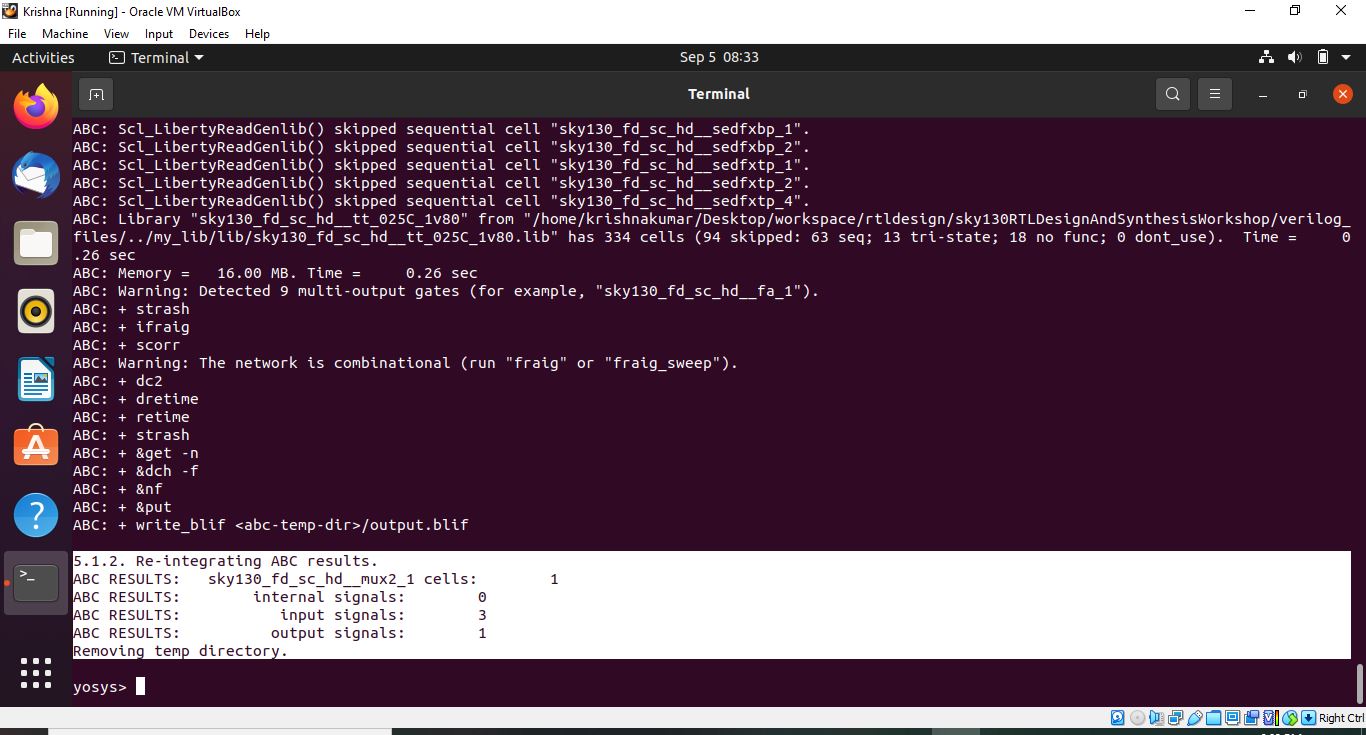 Krishna [Running] - Oracle VM VirtualBox
File Machine View Input Devices Help
Activities Terminal Sep 5 08:33
Terminal
ABC: Scl_LibertyReadGenlib() skipped sequential cell "sky130_fd_sc_hd__sedfxbp_1".
ABC: Scl_LibertyReadGenlib() skipped sequential cell "sky130_fd_sc_hd__sedfxbp_2".
ABC: Scl_LibertyReadGenlib() skipped sequential cell "sky130_fd_sc_hd__sedfxtp_1".
ABC: Scl_LibertyReadGenlib() skipped sequential cell "sky130_fd_sc_hd__sedfxtp_2".
ABC: Scl_LibertyReadGenlib() skipped sequential cell "sky130_fd_sc_hd__sedfxtp_4".
ABC: Library "sky130_fd_sc_hd__tt_025C_1v80" from "/home/krishnakumar/Desktop/workspace/rtldesign/sky130RTLDesignAndSynthesisWorkshop/verilog_
files/../my_lib/lib/sky130_fd_sc_hd__tt_025C_1v80.lib" has 334 cells (94 skipped: 63 seq; 13 tri-state; 18 no func; 0 dont_use).  Time =     0
.26 sec
ABC: Memory =   16.00 MB. Time =     0.26 sec
ABC: Warning: Detected 9 multi-output gates (for example, "sky130_fd_sc_hd__fa_1").
ABC: + strash
ABC: + ifraig
ABC: + scorr
ABC: Warning: The network is combinational (run "fraig" or "fraig_sweep").
ABC: + dc2
ABC: + dretime
ABC: + retime
ABC: + strash
ABC: + &get -n
ABC: + &dch -f
ABC: + &nf
ABC: + &put
ABC: + write_blif <abc-temp-dir>/output.blif
5.1.2. Re-integrating ABC results.
ABC RESULTS:   sky130_fd_sc_hd__mux2_1 cells:        1
ABC RESULTS:        internal signals:        0
ABC RESULTS:           input signals:        3
ABC RESULTS:          output signals:        1
Removing temp directory.
yosys>
Right Ctrl